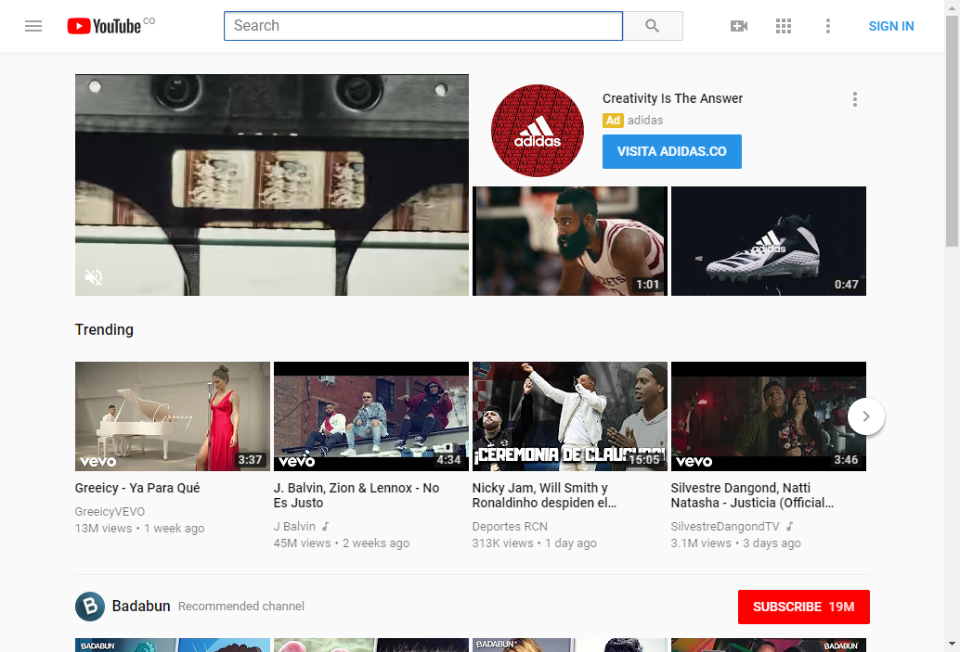 YouTube CO
Search
SIGN IN
Creativity Is The Answer
Ad adidas
adidas
VISITA ADIDAS.CO
1:01
adidas
0:47
Trending
Greeicy
vevo
3:37
vevo
4:34
¡CEREMONIA DE CLAUSURA!
15:05
vevo
3:46
Greeicy - Ya Para Qué
GreeicyVEVO
13M views • 1 week ago
J. Balvin, Zion & Lennox - No
Es Justo
J Balvin
45M views • 2 weeks ago
Nicky Jam, Will Smith y
Ronaldinho despiden el...
Deportes RCN
313K views • 1 day ago
Silvestre Dangond, Natti
Natasha - Justicia (Official...
SilvestreDangondTV
3.1M views • 3 days ago
B
Badabun Recommended channel
SUBSCRIBE 19M
BADABUN
BADABUN
BADABUN